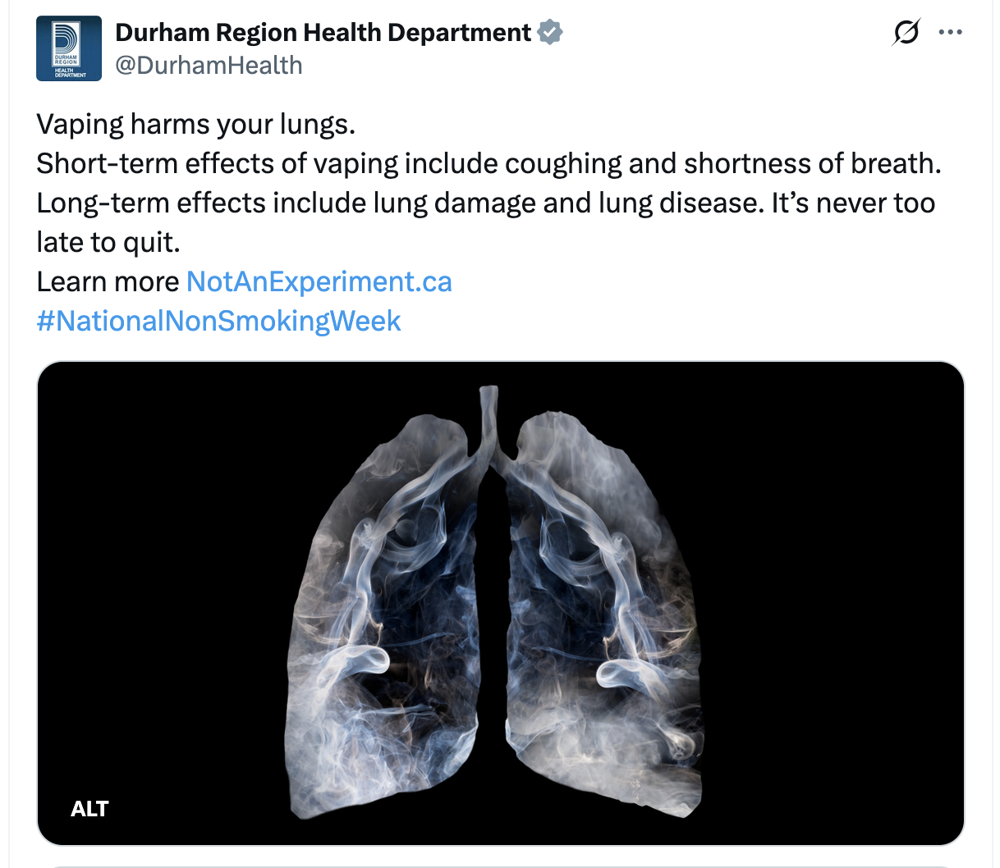 DURHAM
REGION
HEALTH
DEPARTMENT
Durham Region Health Department
@DurhamHealth
Vaping harms your lungs.
Short-term effects of vaping include coughing and shortness of breath.
Long-term effects include lung damage and lung disease. It’s never too
late to quit.
Learn more NotAnExperiment.ca
#NationalNonSmokingWeek
ALT